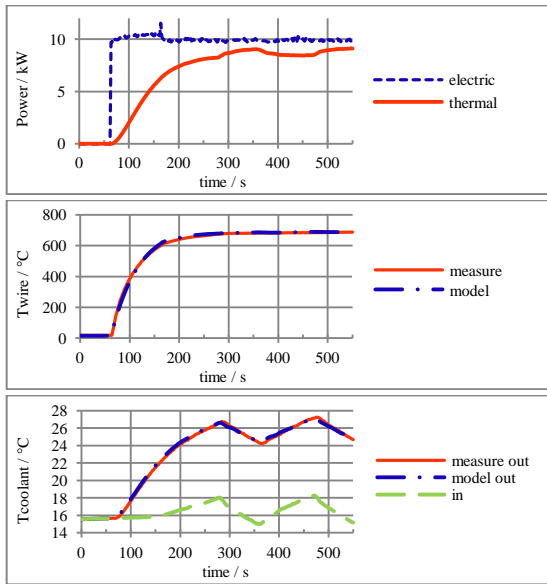 Power / kW
10
5
0
0 100 200 300 400 500
time / s
electric
thermal
Twire / °C
800
600
400
200
0
0 100 200 300 400 500
time / s
measure
model
Tcoolant / °C
28
26
24
22
20
18
16
14
0 100 200 300 400 500
time / s
measure out
model out
in